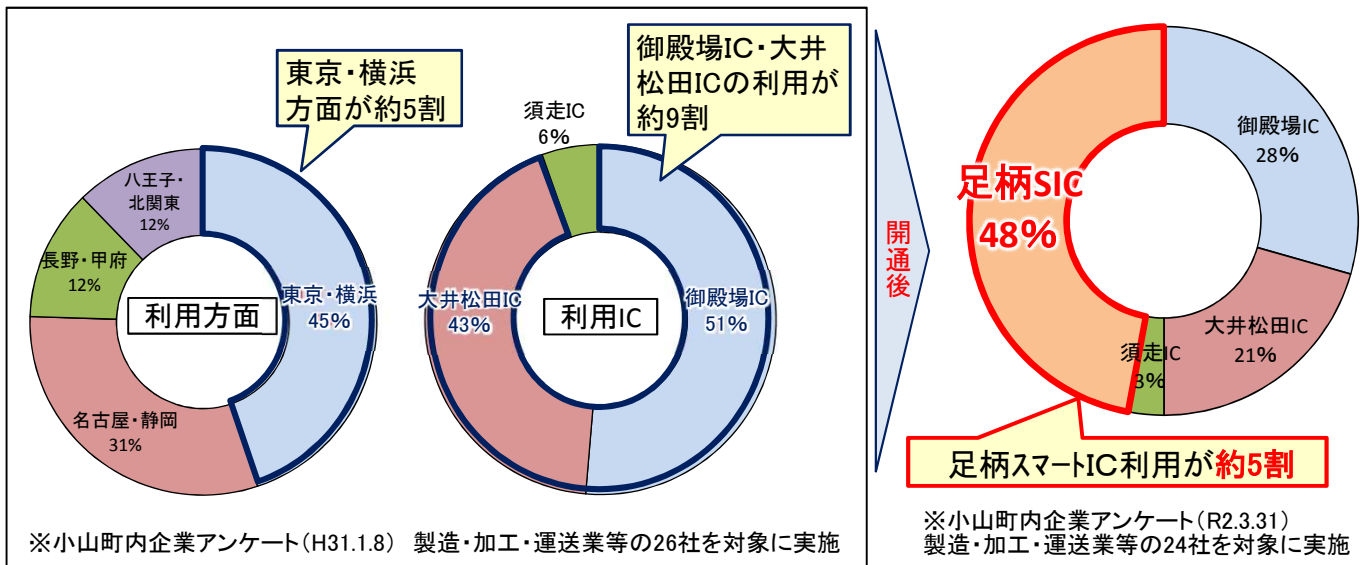 東京・横浜
方面が約5割
御殿場IC・大井
松田ICの利用が
約9割
八王子・
北関東
12%
長野・甲府
12%
名古屋・静岡
31%
東京・横浜
45%
利用方面
須走IC
6%
大井松田IC
43%
御殿場IC
51%
利用IC
※小山町内企業アンケート(H31.1.8) 製造・加工・運送業等の26社を対象に実施
開通後
足柄SIC
48%
御殿場IC
28%
大井松田IC
21%
須走IC
3%
足柄スマートIC利用が約5割
※小山町内企業アンケート(R2.3.31)
製造・加工・運送業等の24社を対象に実施